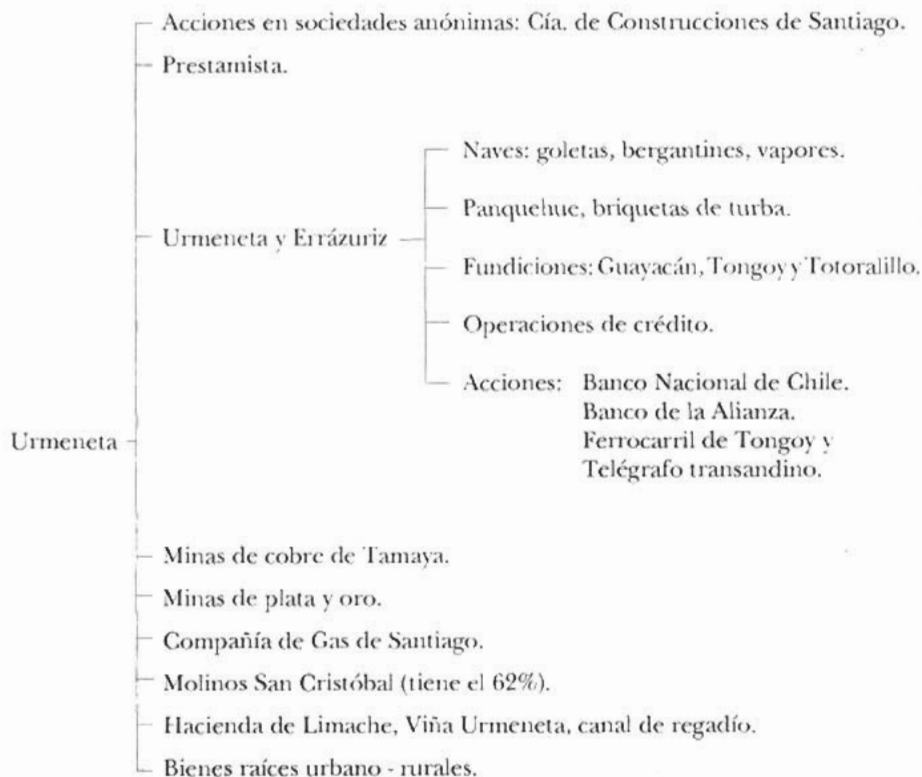 Acciones en sociedades anónimas: Cía. de Construcciones de Santiago.
Prestamista.
Naves: goletas, bergantines, vapores.
Panquehue, briquetas de turba.
Urmeneta y Errázuriz
Fundiciones: Guayacán, Tongoy y Totoralillo.
Operaciones de crédito.
Acciones: Banco Nacional de Chile.
Banco de la Alianza.
Ferrocarril de Tongoy y
Telégrafo transandino.
Urmeneta
Minas de cobre de Tamaya.
Minas de plata y oro.
Compañía de Gas de Santiago.
Molinos San Cristóbal (tiene el 62%).
Hacienda de Limache, Viña Urmeneta, canal de regadío.
Bienes raíces urbano - rurales.